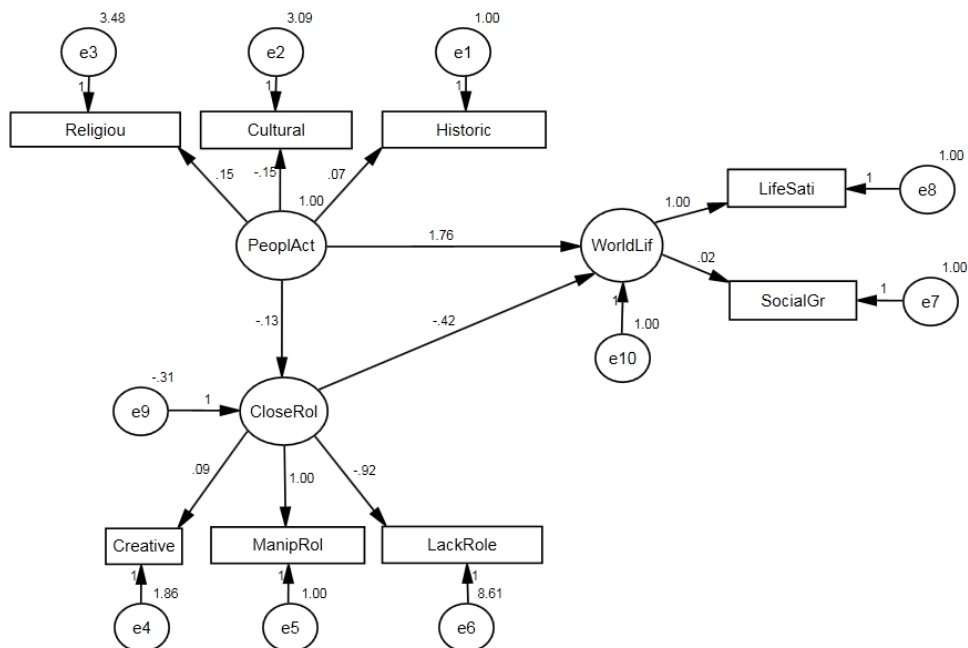 3.48
3.09
1.00
e3
e2
e1
1
1
1
Religiou
Cultural
Historic
.15
-.15
.07
1.00
PeoplAct
1.76
WorldLif
1.00
LifeSati
1
1.00
e8
.02
SocialGr
1
1.00
e7
1
1.00
e10
-.13
-.42
-.31
e9
1
CloseRol
.09
1.00
-.92
Creative
ManipRol
LackRole
1
1
1
1.86
1.00
8.61
e4
e5
e6